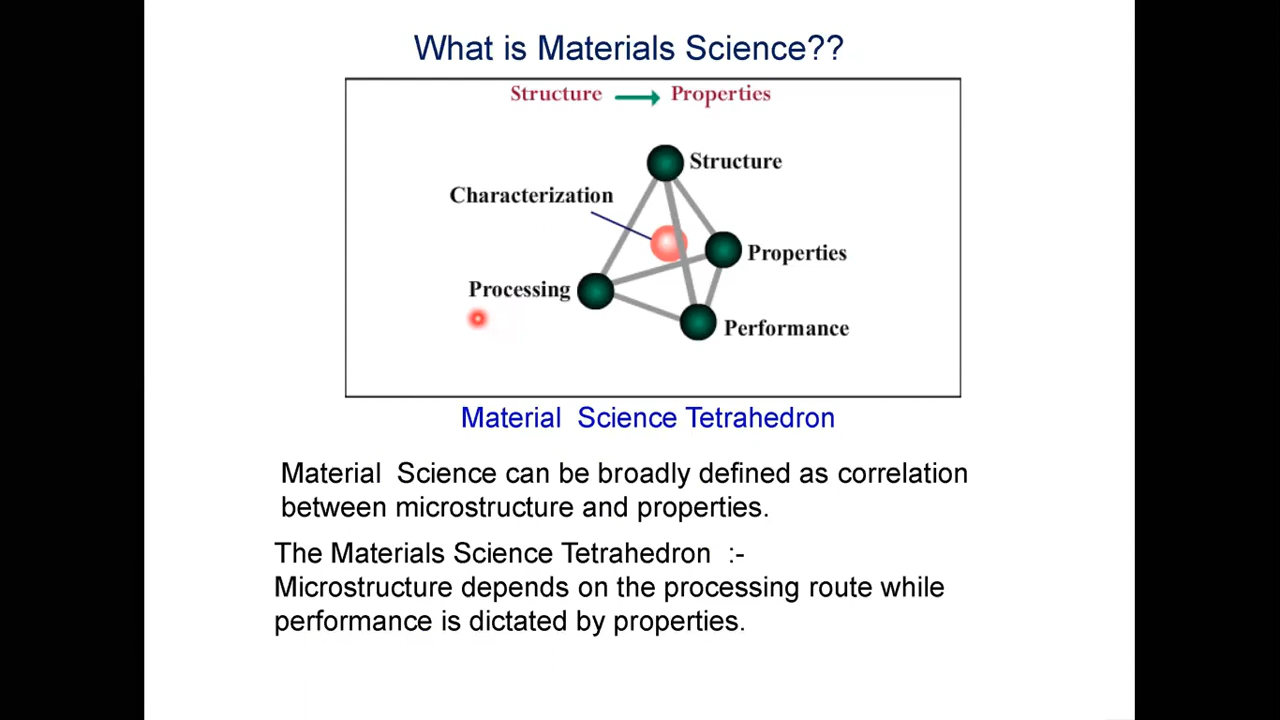 What is Materials Science??
Structure → Properties
Structure
Characterization
Properties
Processing
Performance
Material Science Tetrahedron
Material Science can be broadly defined as correlation
between microstructure and properties.
The Materials Science Tetrahedron :-
Microstructure depends on the processing route while
performance is dictated by properties.